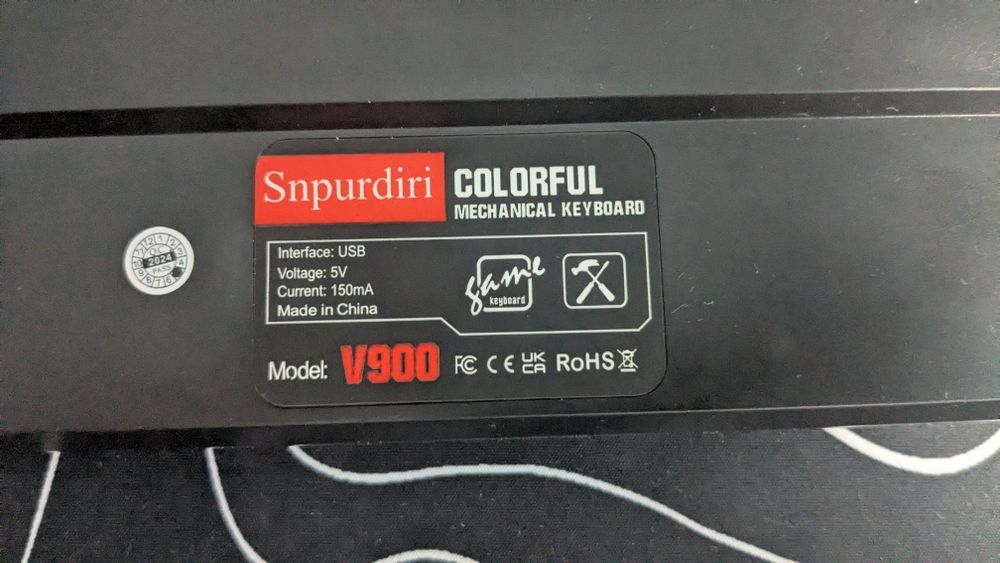 Snpurdiri
COLORFUL
MECHANICAL KEYBOARD
Interface: USB
Voltage: 5V
Current: 150mA
Made in China
game
keyboard
Model: V900
FC CE UK
CA RoHS
QC
2024
PASS